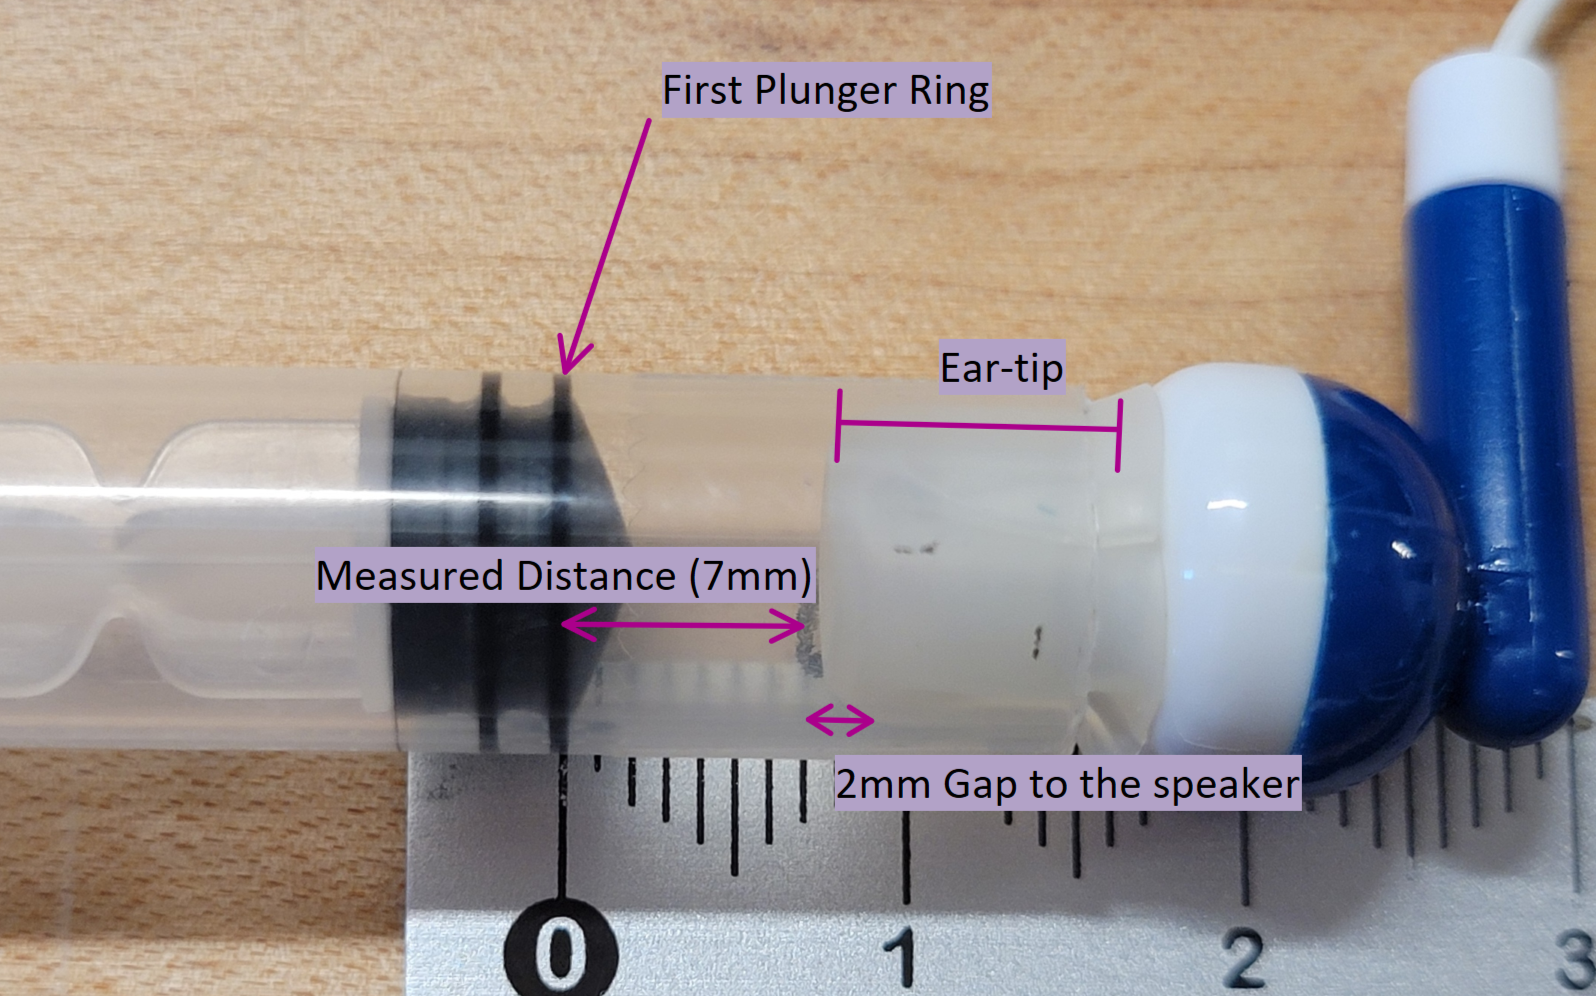 First Plunger Ring
Ear-tip
Measured Distance (7mm)
2mm Gap to the speaker
0 1 2 3